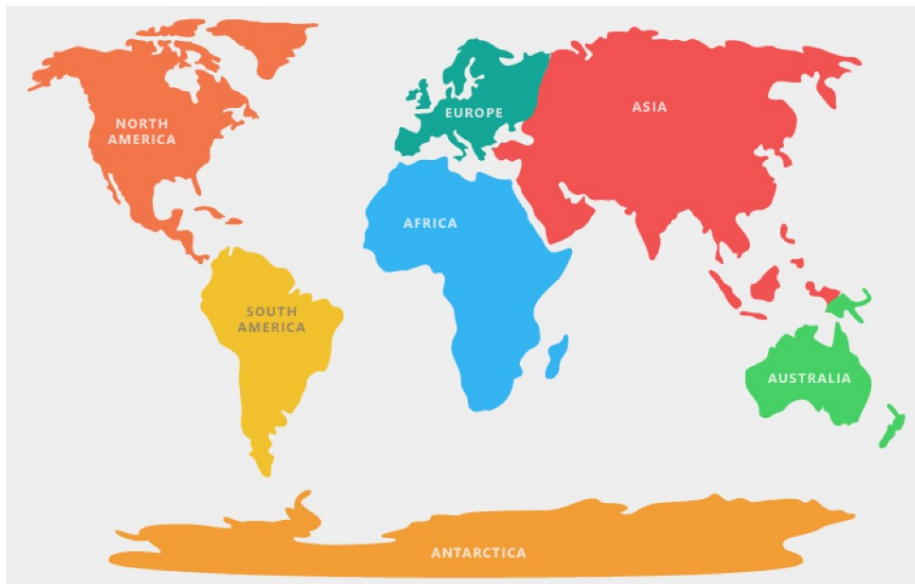 NORTH
AMERICA
EUROPE
ASIA
AFRICA
SOUTH
AMERICA
AUSTRALIA
ANTARCTICA